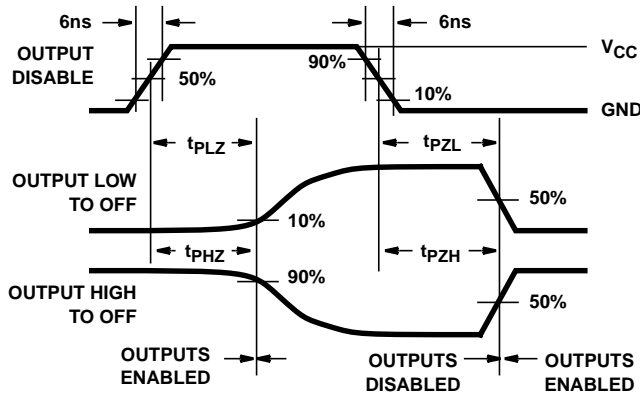 6ns
6ns
OUTPUT
DISABLE
50%
90%
10%
VCC
GND
tPLZ
tPZL
OUTPUT LOW
TO OFF
10%
50%
tPHZ
tPZH
OUTPUT HIGH
TO OFF
90%
50%
OUTPUTS
ENABLED
OUTPUTS
DISABLED
OUTPUTS
ENABLED